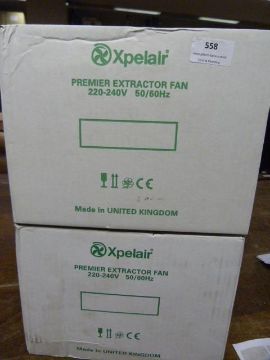 Xpelair
558
PREMIER EXTRACTOR FAN
220-240V 50/60Hz
Made in UNITED KINGDOM
Xpelair
PREMIER EXTRACTOR FAN
220-240V 50/60Hz
Made in UNITED KINGDOM